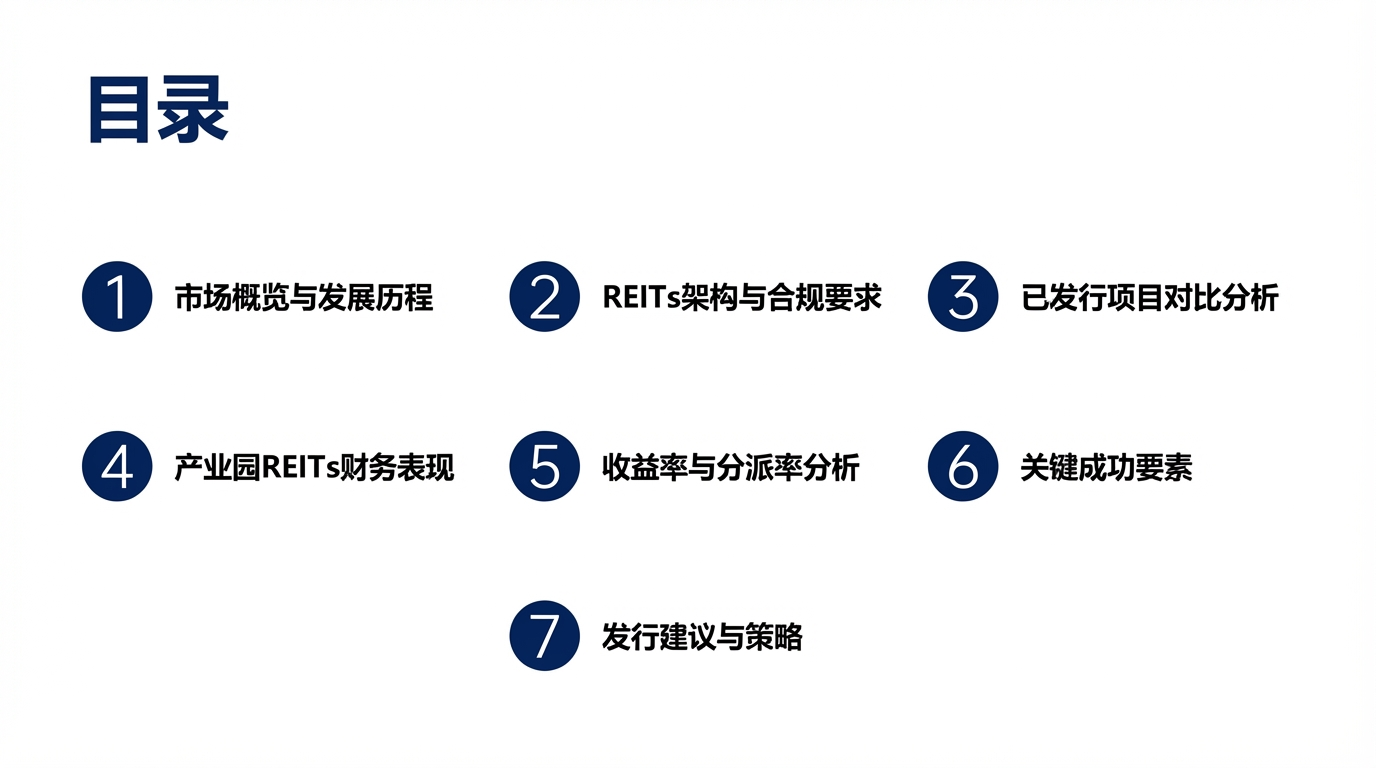 目录
1 市场概览与发展历程
2 REITs架构与合规要求
3 已发行项目对比分析
4 产业园REITs财务表现
5 收益率与分派率分析
6 关键成功要素
7 发行建议与策略